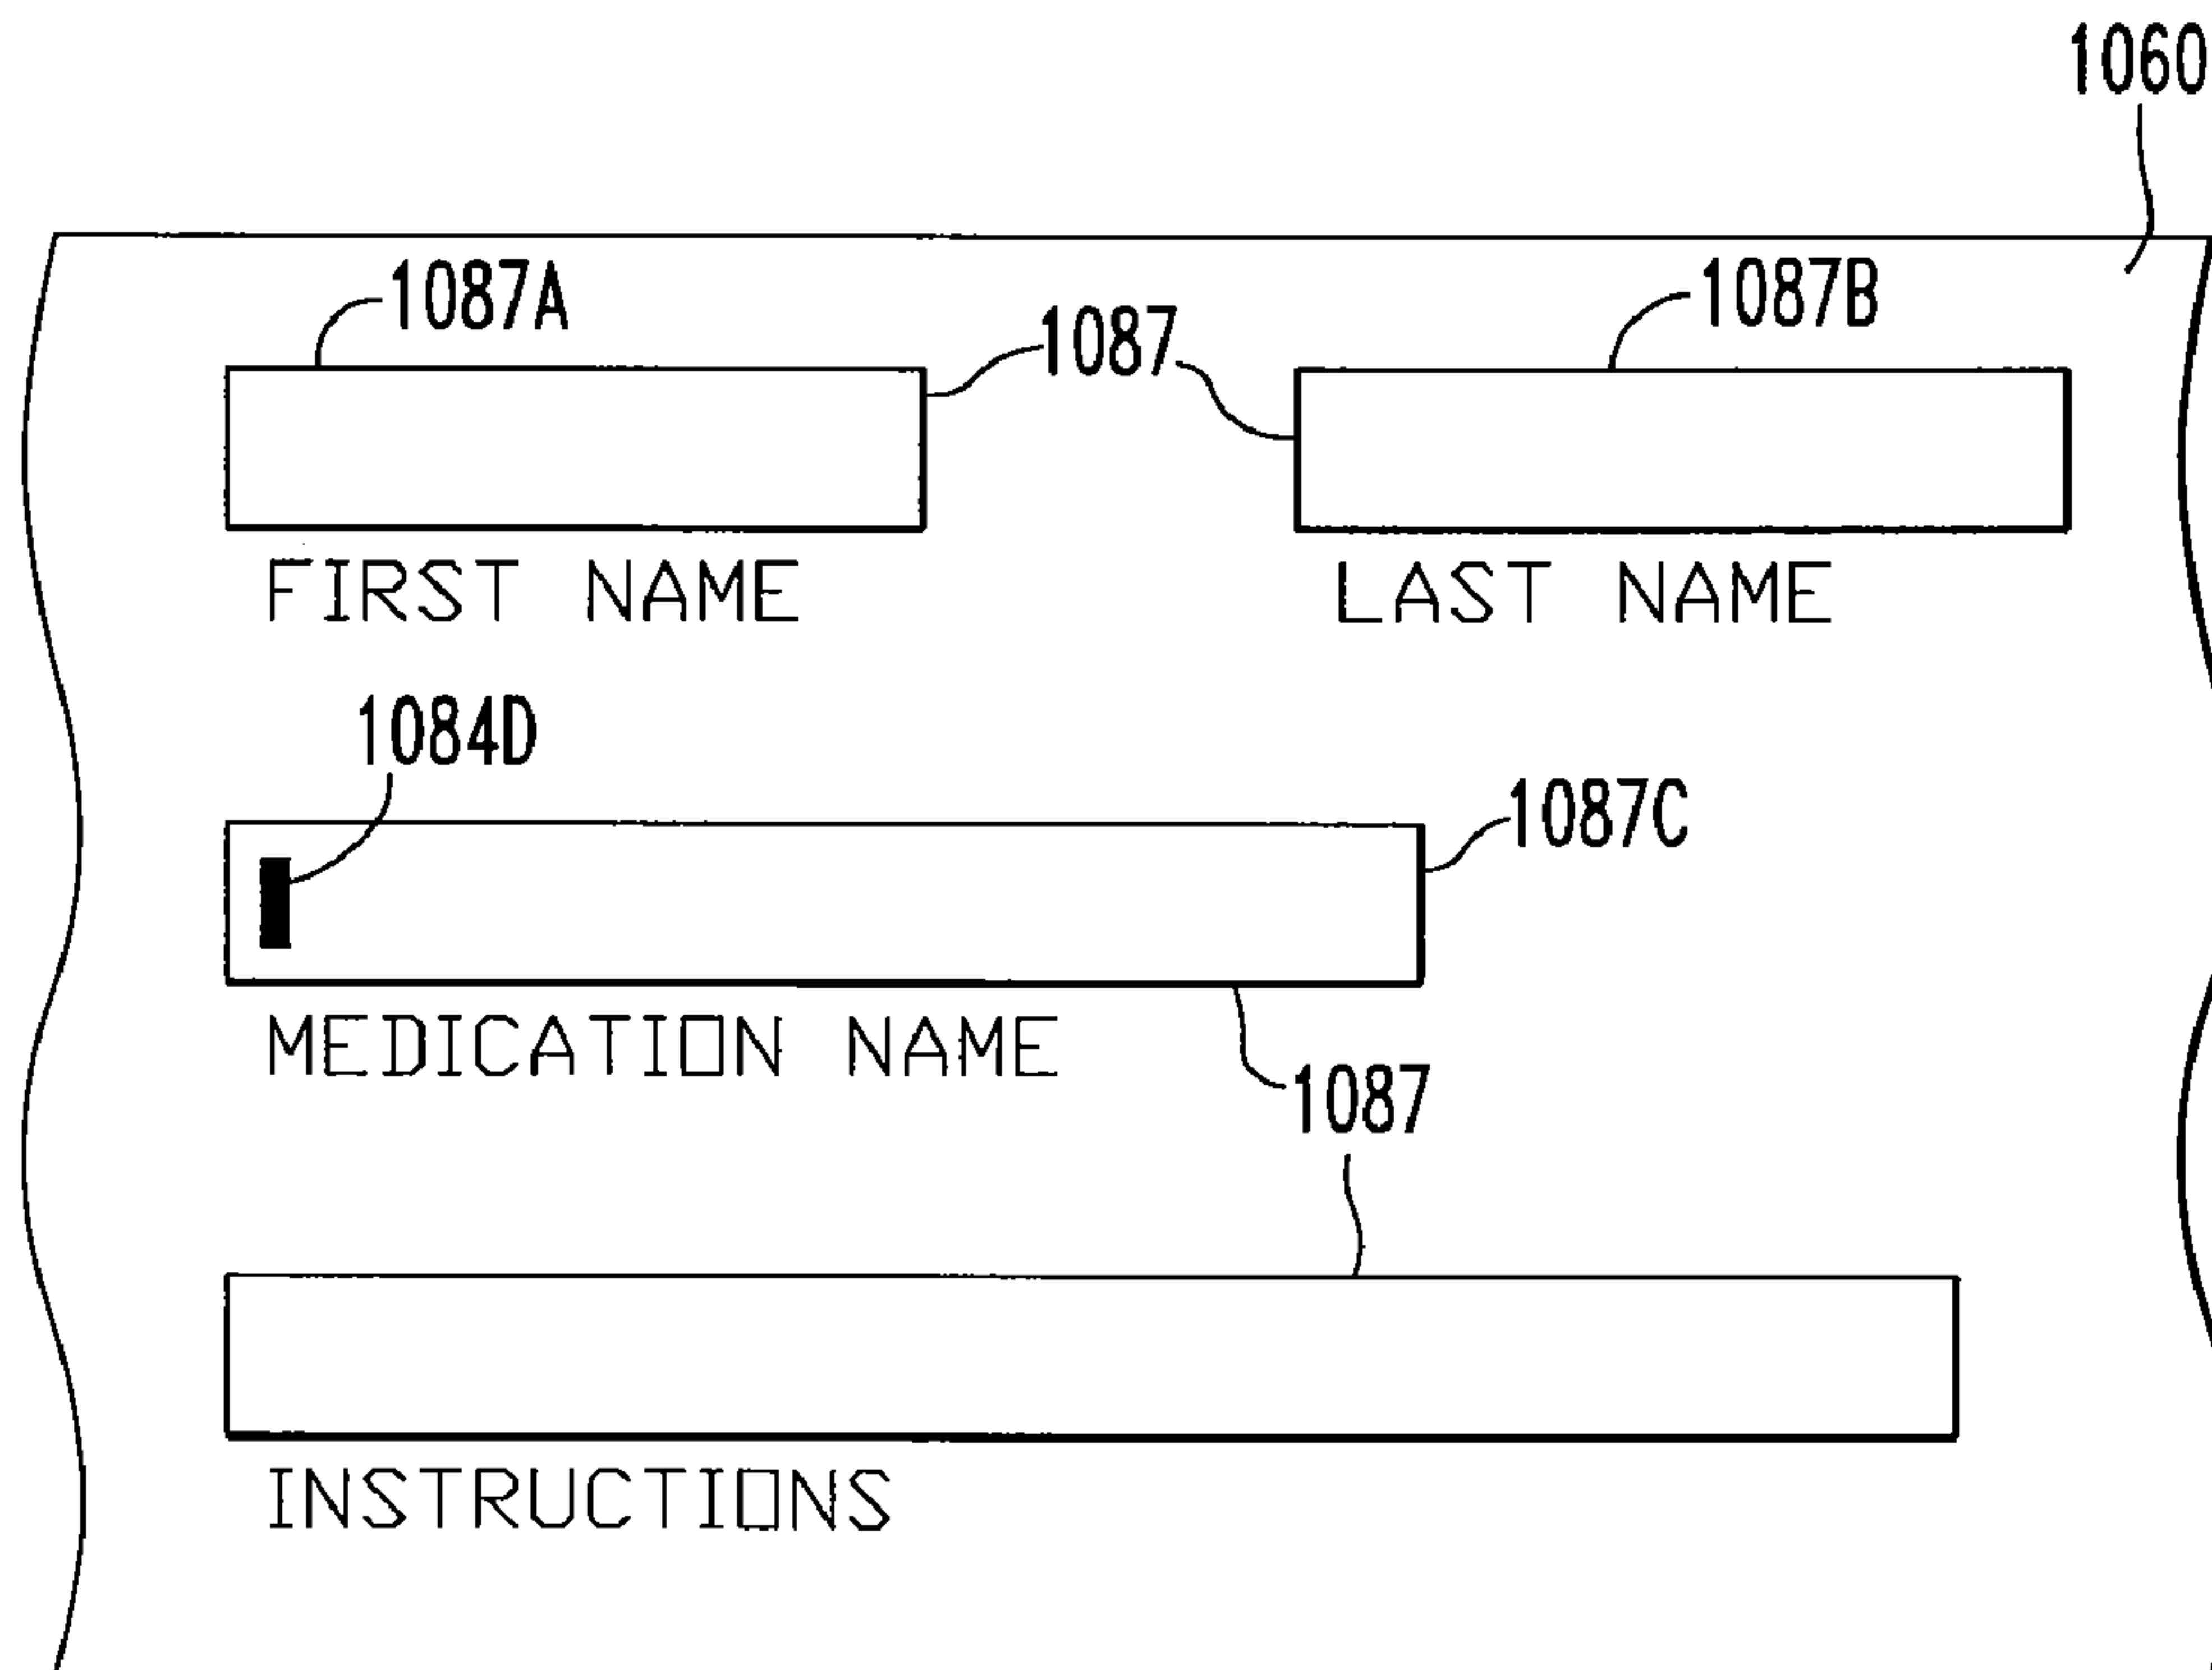 1060
1087A 1087 1087B
FIRST NAME LAST NAME
1084D
1087C
MEDICATION NAME
1087
INSTRUCTIONS